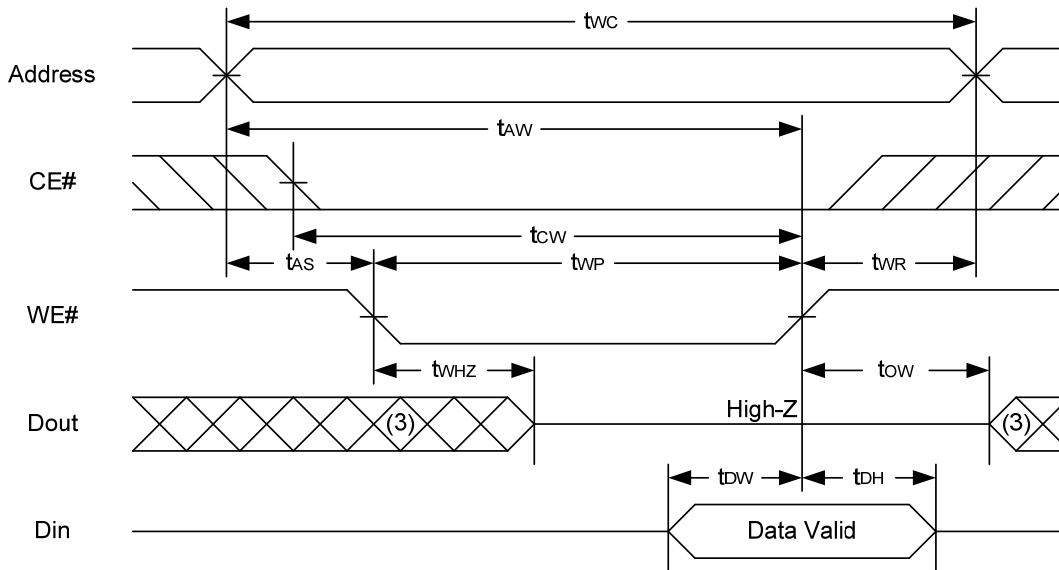 tWC
Address
tAW
CE#
tCW
tAS tWP tWR
WE#
tWHZ tOW
High-Z
Dout (3) (3)
tDW tDH
Din Data Valid